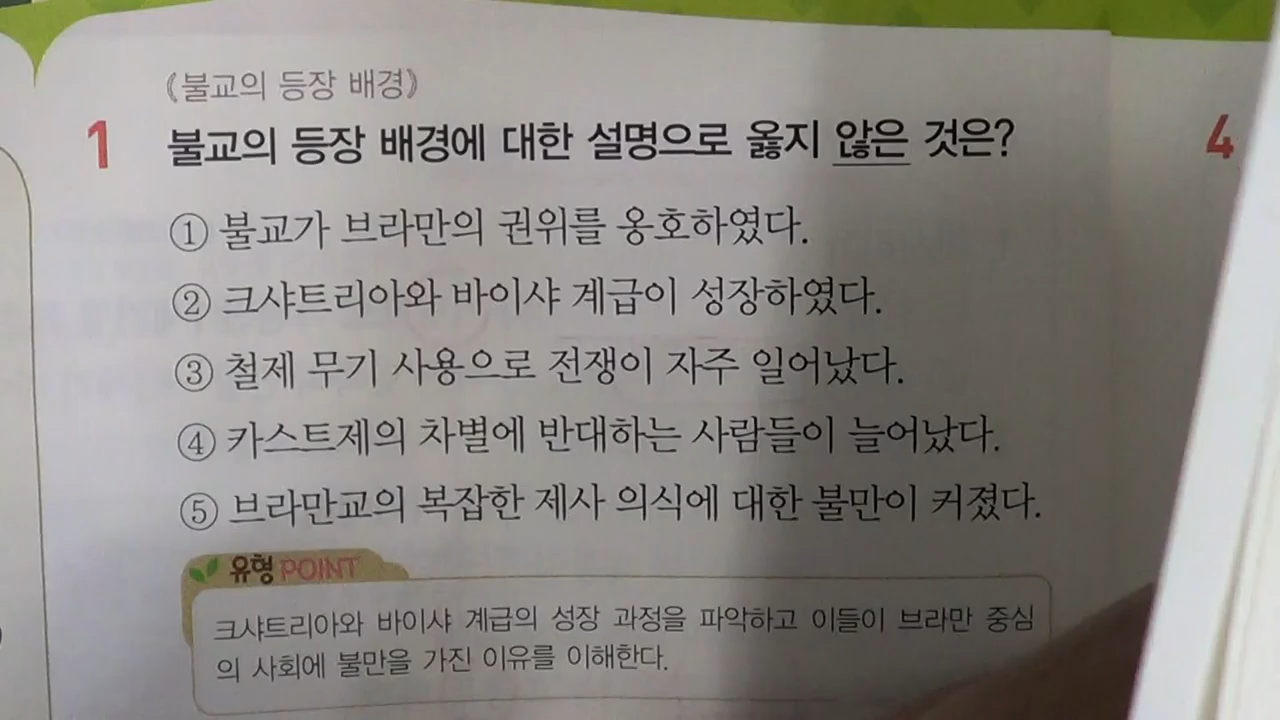 《불교의 등장 배경》
1 불교의 등장 배경에 대한 설명으로 옳지 않은 것은?
① 불교가 브라만의 권위를 옹호하였다.
② 크샤트리아와 바이샤 계급이 성장하였다.
③ 철제 무기 사용으로 전쟁이 자주 일어났다.
④ 카스트제의 차별에 반대하는 사람들이 늘어났다.
⑤ 브라만교의 복잡한 제사 의식에 대한 불만이 커졌다.
유형 POINT
크샤트리아와 바이샤 계급의 성장 과정을 파악하고 이들이 브라만 중심
의 사회에 불만을 가진 이유를 이해한다.
4